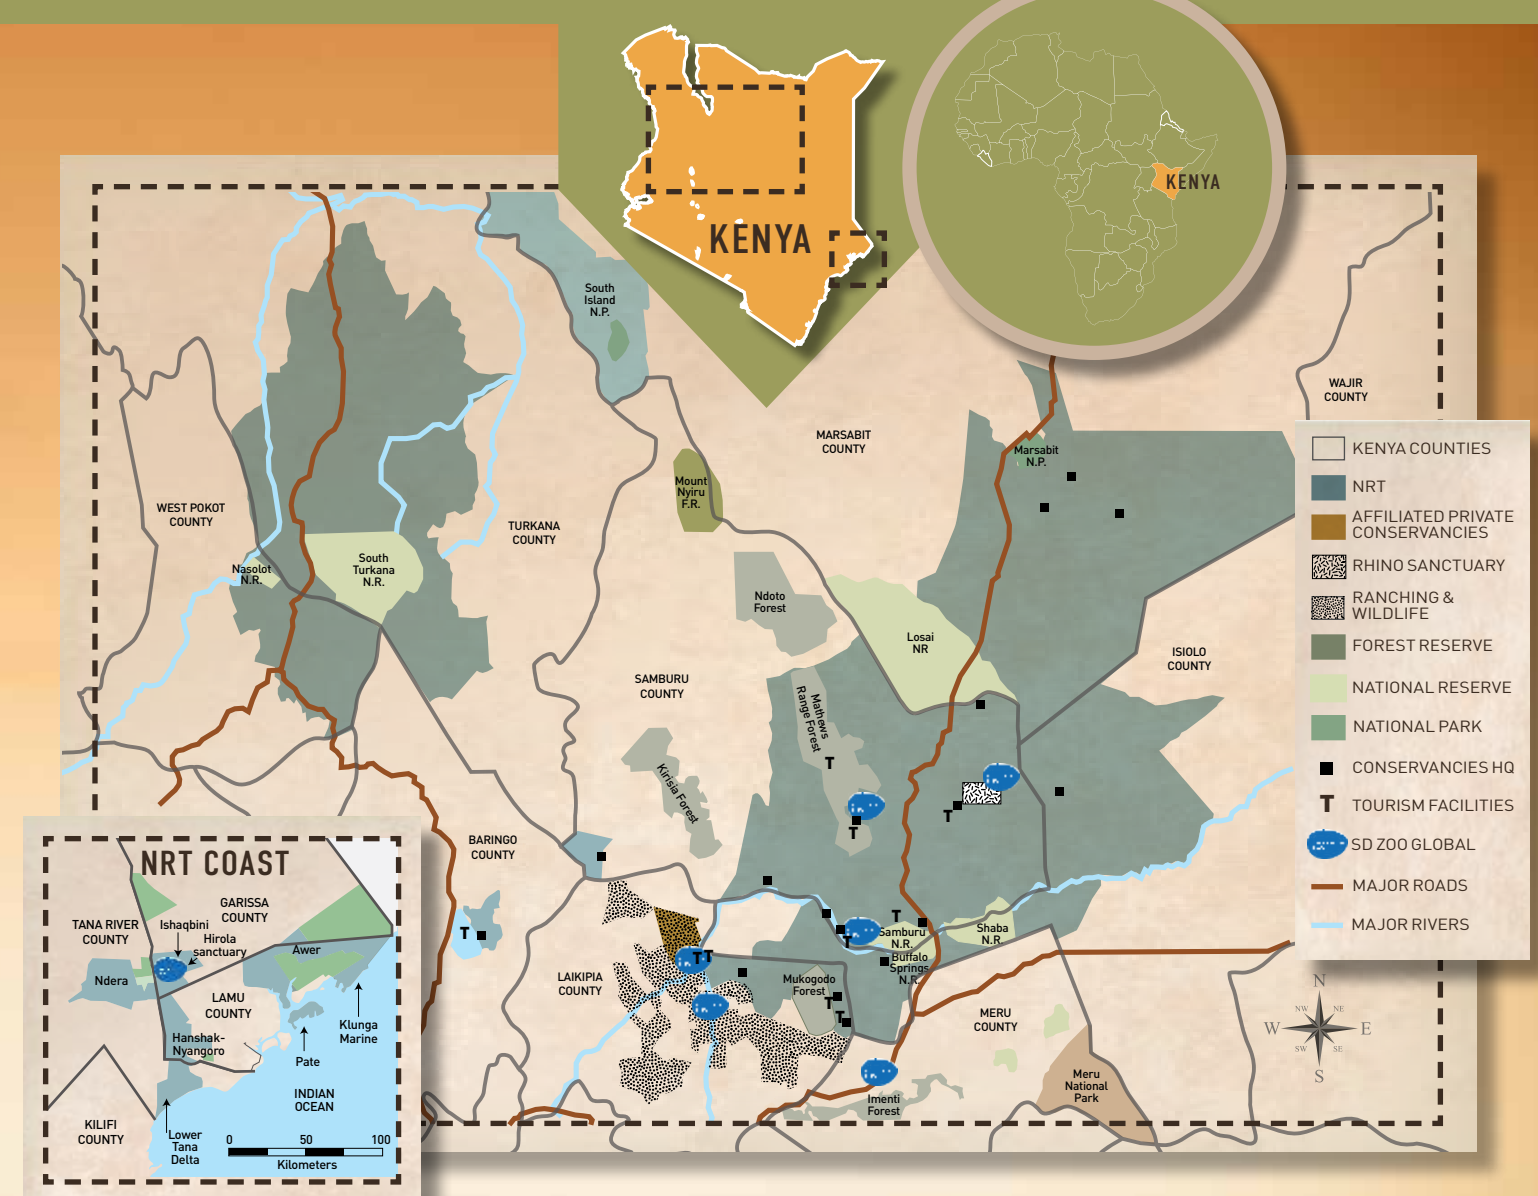 KENYA
KENYA
South
Island
N.P.
WAJIR
COUNTY
MARSABIT
COUNTY
Marsabit
N.P.
Mount
Nyiru
F.R.
WEST POKOT
COUNTY
TURKANA
COUNTY
South
Turkana
N.R.
Nasolot
N.R.
Ndoto
Forest
Losai
NR
ISIOLO
COUNTY
SAMBURU
COUNTY
Mathews
Range Forest
Kirisia Forest
T
T
T
BARINGO
COUNTY
T
T
T
Samburu
N.R.
Shaba
N.R.
Buffalo
Springs
N.R.
T T
LAIKIPIA
COUNTY
Mukogodo
Forest
T
T
MERU
COUNTY
Imenti
Forest
Meru
National
Park
KENYA COUNTIES
NRT
AFFILIATED PRIVATE
CONSERVANCIES
RHINO SANCTUARY
RANCHING &
WILDLIFE
FOREST RESERVE
NATIONAL RESERVE
NATIONAL PARK
CONSERVANCIES HQ
T TOURISM FACILITIES
SD ZOO GLOBAL
MAJOR ROADS
MAJOR RIVERS
N
NW NE
W E
SW SE
S
NRT COAST
GARISSA
COUNTY
TANA RIVER
COUNTY
Ishaqbini
Hirola
sanctuary
Awer
Ndera
LAMU
COUNTY
Hanshak-
Nyangoro
Klunga
Marine
Pate
INDIAN
OCEAN
KILIFI
COUNTY
Lower
Tana
Delta
0 50 100
Kilometers